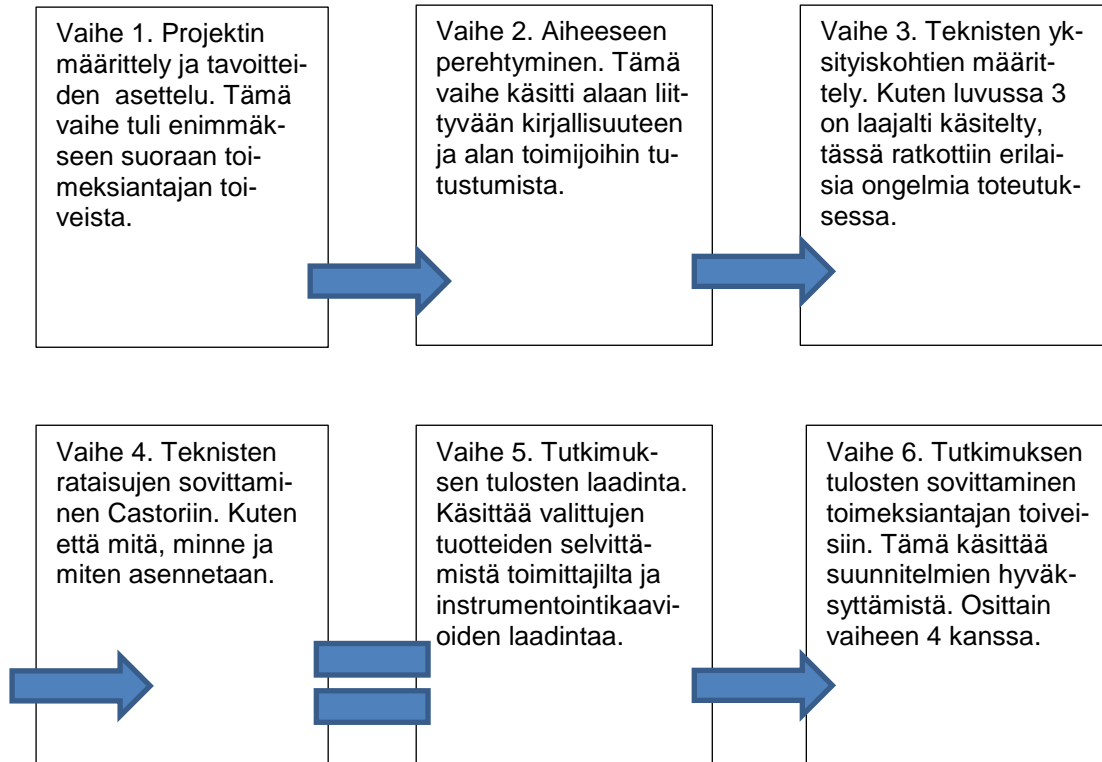 Vaihe 1. Projektin
määrittely ja tavoittei-
den  asettelu. Tämä
vaihe tuli enimmäk-
seen suoraan toi-
meksiantajan toi-
veista.
Vaihe 2. Aiheeseen
perehtyminen. Tämä
vaihe käsitti alaan liit-
tyvään kirjallisuuteen
ja alan toimijoihin tu-
tustumista.
Vaihe 3. Teknisten yk-
sityiskohtien määrit-
tely. Kuten luvussa 3
on laajalti käsitelty,
tässä ratkottiin erilai-
sia ongelmia toteutuk-
sessa.
Vaihe 4. Teknisten
rataisujen sovittami-
nen Castoriin. Kuten
että mitä, minne ja
miten asennetaan.
Vaihe 5. Tutkimuk-
sen tulosten laadinta.
Käsittää valittujen
tuotteiden selvittä-
mistä toimittajilta ja
instrumentointikaavi-
oiden laadintaa.
Vaihe 6. Tutkimuksen
tulosten sovittaminen
toimeksiantajan toivei-
siin. Tämä käsittää
suunnitelmien hyväk-
syttämistä. Osittain
vaiheen 4 kanssa.